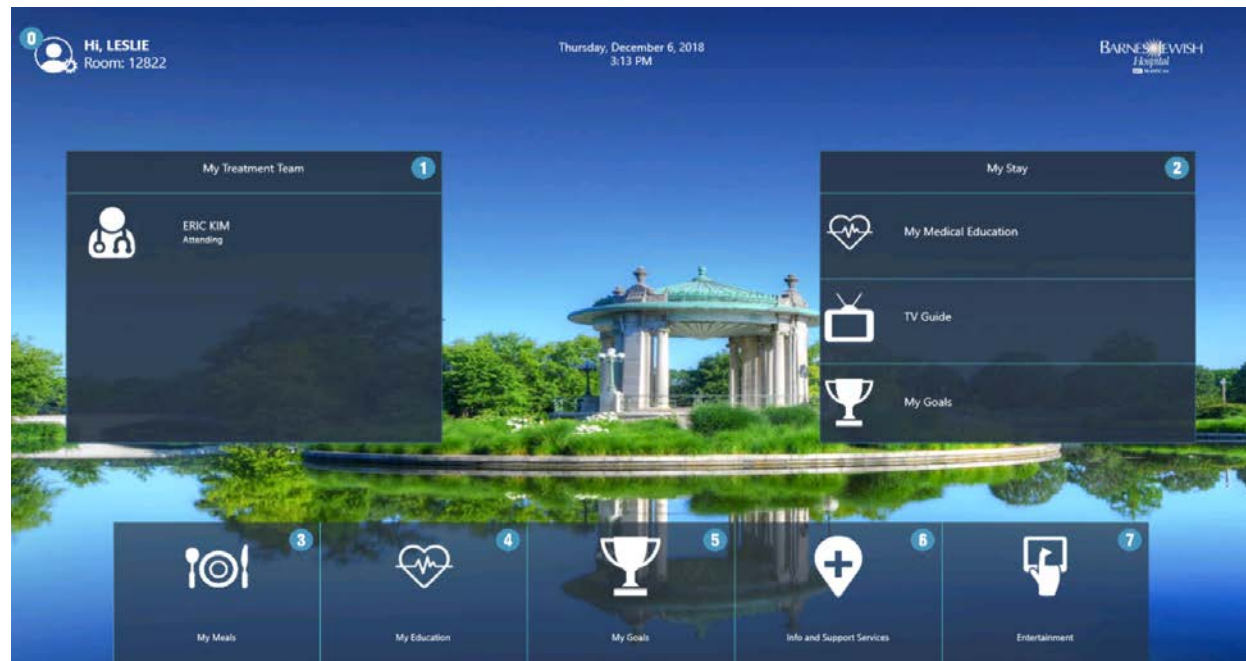 0
Hi, LESLIE
Room: 12822
Thursday, December 6, 2018
3:13 PM
BARNES JEWISH
Hospital
My Treatment Team
1
ERIC KIM
Attending
My Stay
2
My Medical Education
TV Guide
My Goals
3
My Meals
4
My Education
5
My Goals
6
Info and Support Services
7
Entertainment